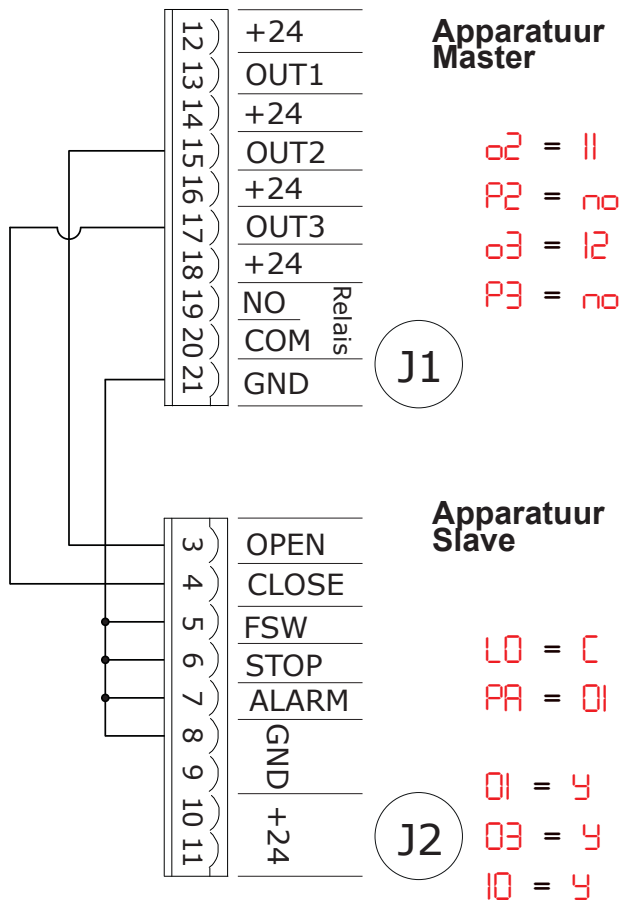 12 +24
13 OUT1
14 +24
15 OUT2
16 +24
17 OUT3
18 +24
19 NO
20 COM
Relais
21 GND
J1
Apparatuur
Master
o2 = 11
P2 = no
o3 = 12
P3 = no
3 OPEN
4 CLOSE
5 FSW
6 STOP
7 ALARM
8
9
GND
10
11
+24
J2
Apparatuur
Slave
LO = C
PA = 01
01 = Y
03 = Y
10 = Y